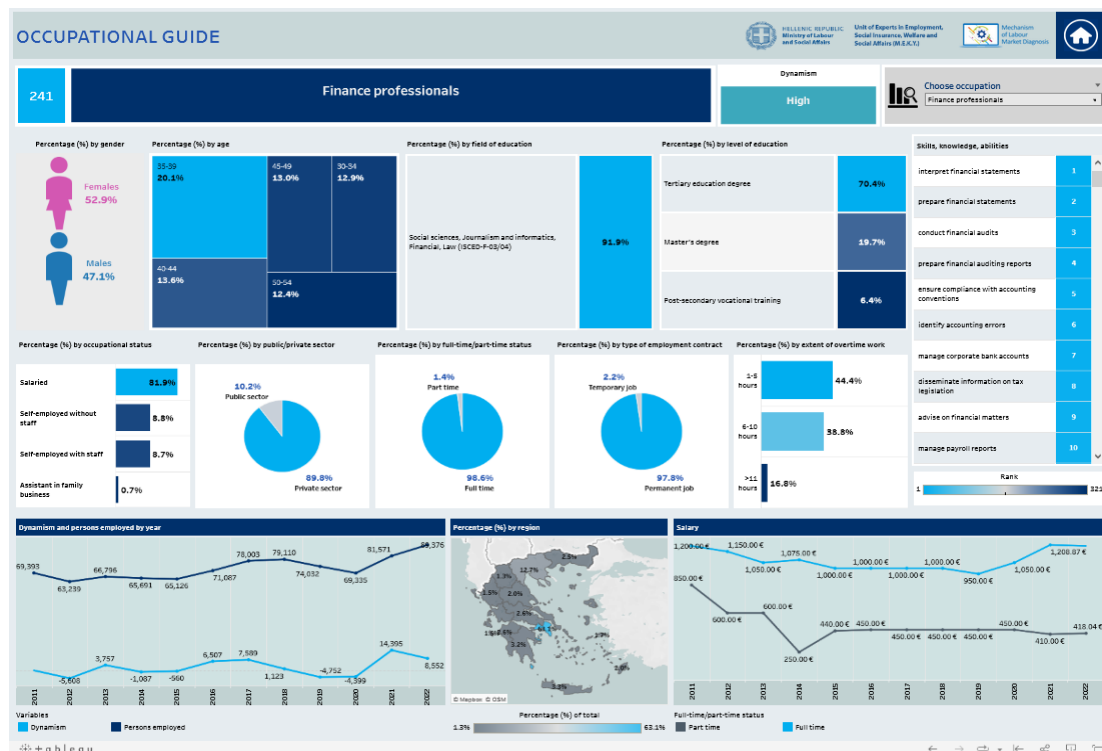 OCCUPATIONAL GUIDE
HELLENIC REPUBLIC
Ministry of Labour
and Social Affairs
Unit of Experts in Employment,
Social Insurance, Welfare and
Social Affairs (M.E.K.Y.)
Mechanism
of Labour
Market Diagnosis
241
Finance professionals
Dynamism
High
Choose occupation
Finance professionals
Percentage (%) by gender
Females
52.9%
Males
47.1%
Percentage (%) by age
35-39
20.1%
45-49
13.0%
30-34
12.9%
40-44
13.6%
50-54
12.4%
Percentage (%) by field of education
Social sciences, Journalism and informatics,
Financial, Law (ISCED-F-03/04)
91.9%
Percentage (%) by level of education
Tertiary education degree
70.4%
Master's degree
19.7%
Post-secondary vocational training
6.4%
Skills, knowledge, abilities
interpret financial statements
1
prepare financial statements
2
conduct financial audits
3
prepare financial auditing reports
4
ensure compliance with accounting
conventions
5
identify accounting errors
6
manage corporate bank accounts
7
disseminate information on tax
legislation
8
advise on financial matters
9
manage payroll reports
10
Rank
1
321
Percentage (%) by occupational status
Salaried
81.9%
Self-employed without
staff
8.8%
Self-employed with staff
8.7%
Assistant in family
business
0.7%
Percentage (%) by public/private sector
10.2%
Public sector
89.8%
Private sector
Percentage (%) by full-time/part-time status
1.4%
Part time
98.6%
Full time
Percentage (%) by type of employment contract
2.2%
Temporary job
97.8%
Permanent job
Percentage (%) by extent of overtime work
1-5
hours
44.4%
6-10
hours
38.8%
>11
hours
16.8%
Dynamism and persons employed by year
69,393
63,239
66,796
65,691
65,126
71,087
78,003
79,110
74,032
69,335
81,571
-5,608
3,757
-1,087
-560
6,507
7,589
1,123
-4,752
-4,399
14,395
8,552
2011
2012
2013
2014
2015
2016
2017
2018
2019
2020
2021
2022
Variables
Dynamism
Persons employed
Percentage (%) by region
2.5%
12.7%
1.3%
2.0%
2.6%
3.2%
© Mapbox © OSM
Percentage (%) of total
1.3%
63.1%
Salary
1,200.00 €
1,150.00 €
1,050.00 €
1,075.00 €
1,000.00 €
1,000.00 €
1,000.00 €
1,000.00 €
950.00 €
1,050.00 €
1,208.87 €
850.00 €
600.00 €
600.00 €
250.00 €
440.00 €
450.00 €
450.00 €
450.00 €
450.00 €
450.00 €
410.00 €
418.04 €
2011
2012
2013
2014
2015
2016
2017
2018
2019
2020
2021
2022
Full-time/part-time status
Part time
Full time
+tableau